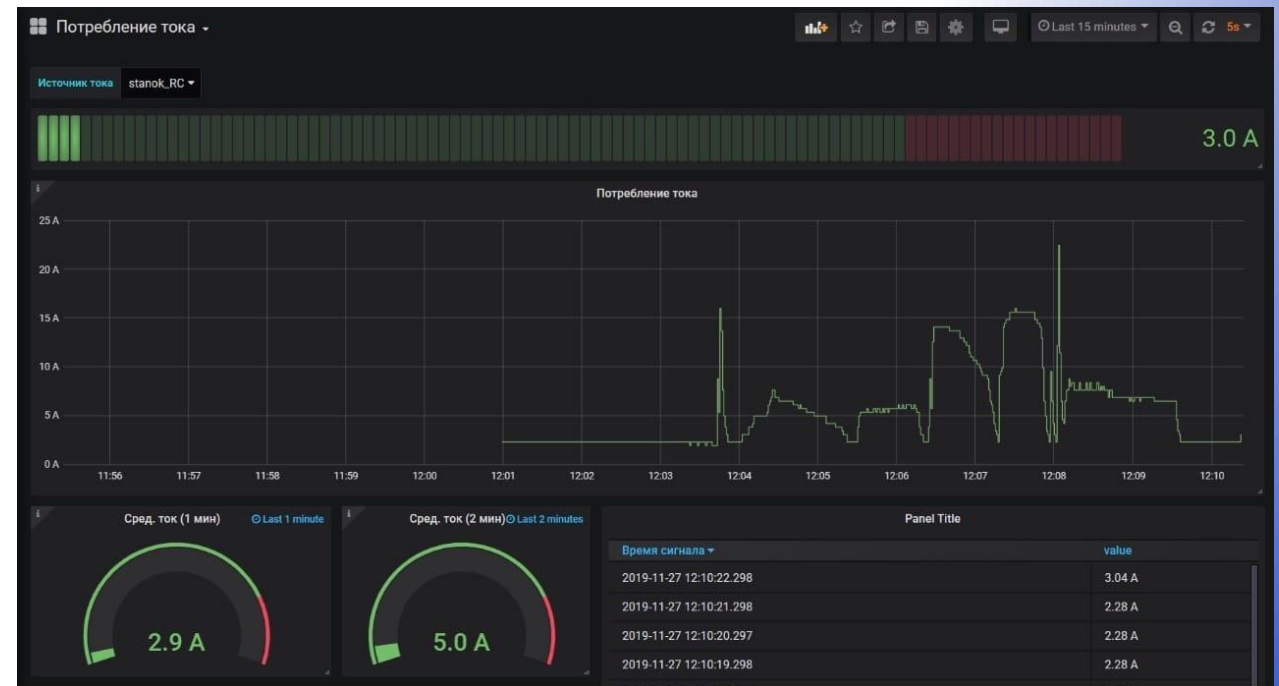 Потребление тока
Last 15 minutes
5s
Источник тока stanok_RC
3.0 A
Потребление тока
25 A
20 A
15 A
10 A
5 A
0 A
11:56 11:57 11:58 11:59 12:00 12:01 12:02 12:03 12:04 12:05 12:06 12:07 12:08 12:09 12:10
Сред. ток (1 мин) Last 1 minute
2.9 A
Сред. ток (2 мин) Last 2 minutes
5.0 A
Panel Title
Время сигнала value
2019-11-27 12:10:22.298 3.04 A
2019-11-27 12:10:21.298 2.28 A
2019-11-27 12:10:20.297 2.28 A
2019-11-27 12:10:19.298 2.28 A